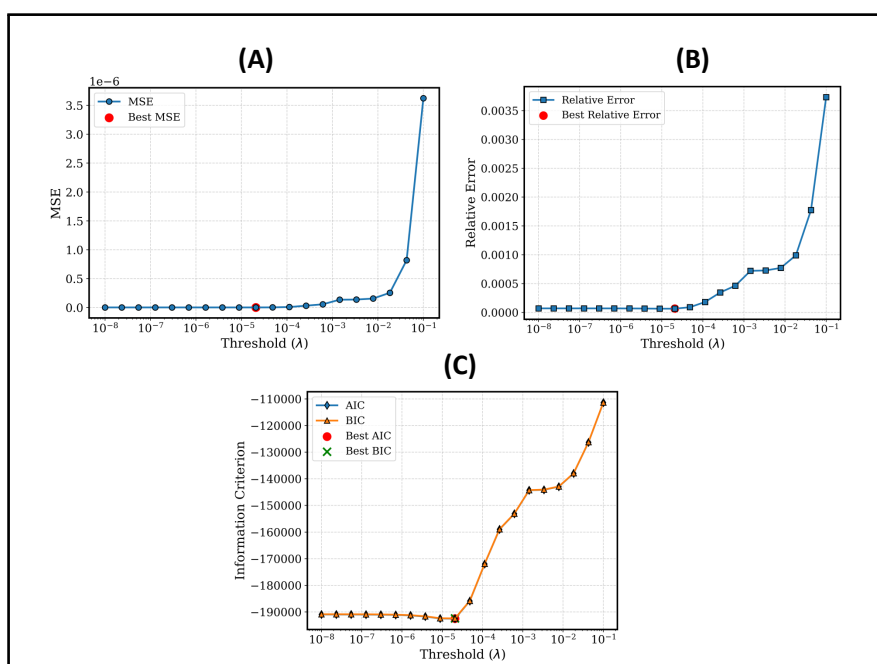 (A)
1e−6
MSE
Best MSE
3.5
3.0
2.5
2.0
1.5
1.0
0.5
0.0
MSE
10⁻⁸ 10⁻⁷ 10⁻⁶ 10⁻⁵ 10⁻⁴ 10⁻³ 10⁻² 10⁻¹
Threshold (λ)
(B)
Relative Error
Best Relative Error
0.0035
0.0030
0.0025
0.0020
0.0015
0.0010
0.0005
0.0000
Relative Error
10⁻⁸ 10⁻⁷ 10⁻⁶ 10⁻⁵ 10⁻⁴ 10⁻³ 10⁻² 10⁻¹
Threshold (λ)
(C)
AIC
BIC
Best AIC
Best BIC
−110000
−120000
−130000
−140000
−150000
−160000
−170000
−180000
−190000
Information Criterion
10⁻⁸ 10⁻⁷ 10⁻⁶ 10⁻⁵ 10⁻⁴ 10⁻³ 10⁻² 10⁻¹
Threshold (λ)